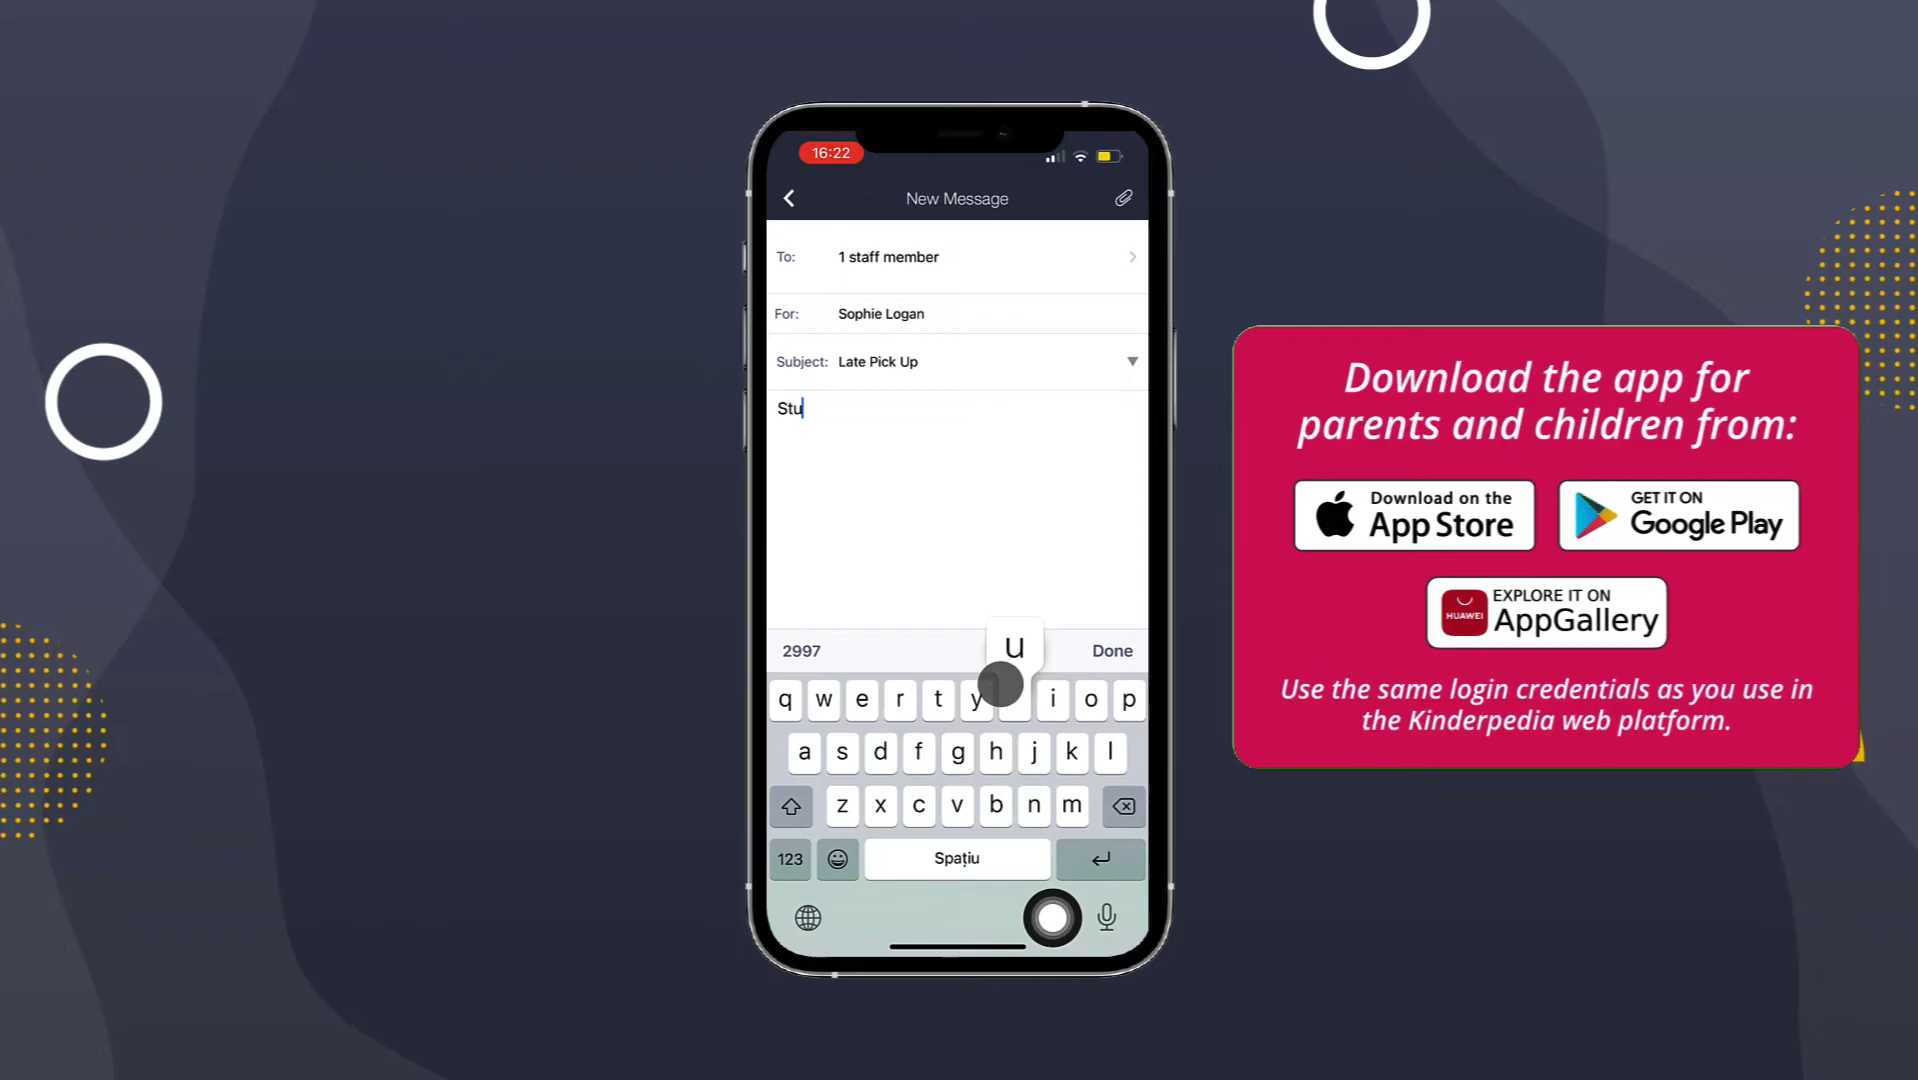 16:22
New Message
To: 1 staff member
For: Sophie Logan
Subject: Late Pick Up
Stu
2997
u
Done
q w e r t y i o p
a s d f g h j k l
z x c v b n m
123
Spațiu
Download the app for
parents and children from:
Download on the
App Store
GET IT ON
Google Play
HUAWEI
EXPLORE IT ON
AppGallery
Use the same login credentials as you use in
the Kinderpedia web platform.